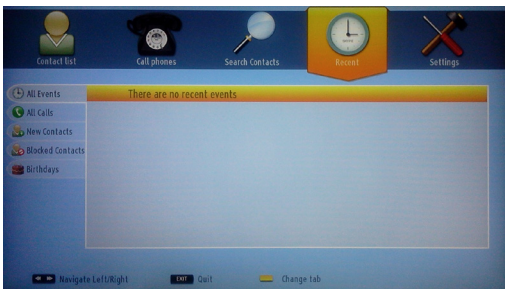 Contact list
Call phones
Search Contacts
Recent
Settings
All Events
There are no recent events
All Calls
New Contacts
Blocked Contacts
Birthdays
Navigate Left/Right
EXIT
Quit
Change tab